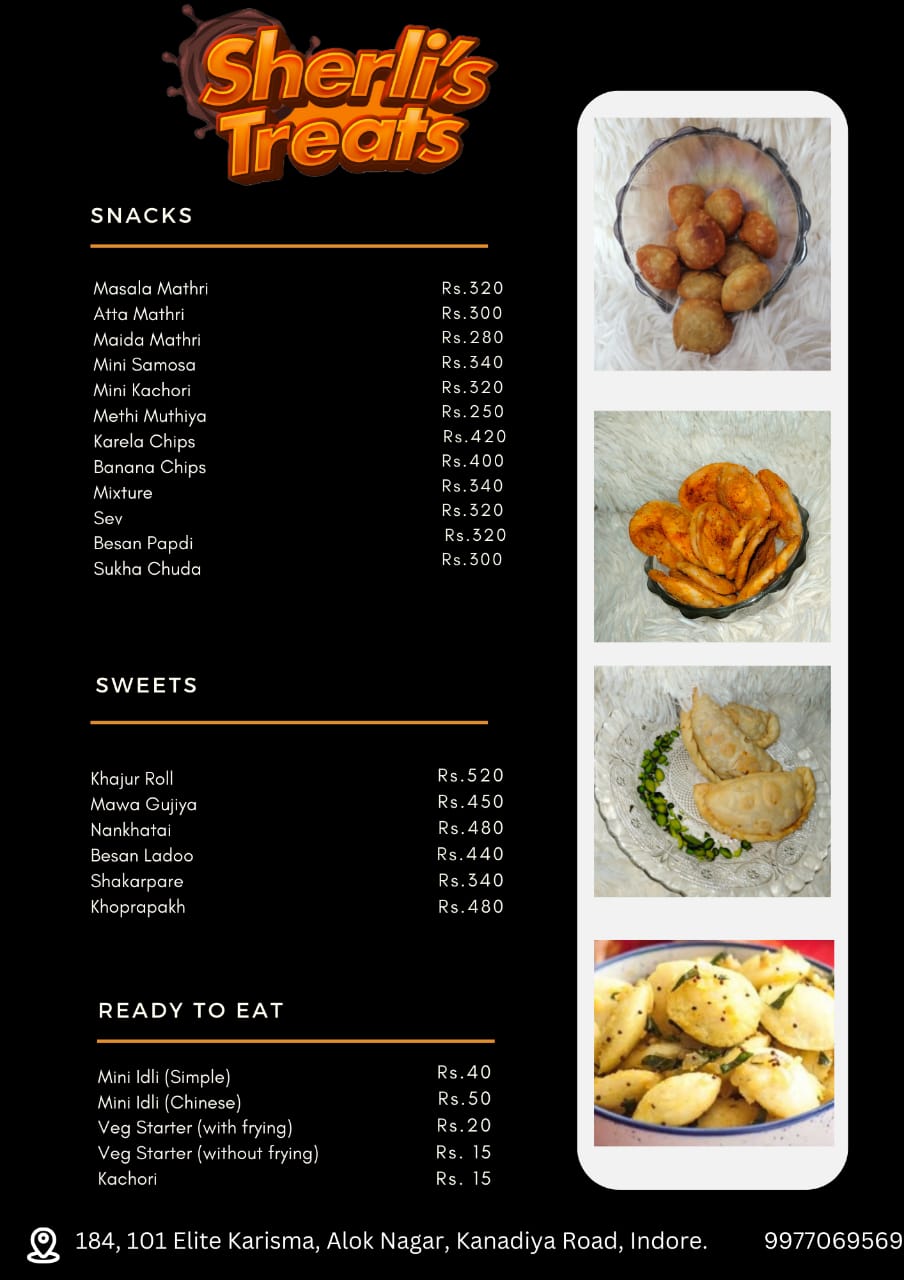 Sherli's
Treats
SNACKS
Masala Mathri Rs.320
Atta Mathri Rs.300
Maida Mathri Rs.280
Mini Samosa Rs.340
Mini Kachori Rs.320
Methi Muthiya Rs.250
Karela Chips Rs.420
Banana Chips Rs.400
Mixture Rs.340
Sev Rs.320
Besan Papdi Rs.320
Sukha Chuda Rs.300
SWEETS
Khajur Roll Rs.520
Mawa Gujiya Rs.450
Nankhatai Rs.480
Besan Ladoo Rs.440
Shakarpare Rs.340
Khoprapakh Rs.480
READY TO EAT
Mini Idli (Simple) Rs.40
Mini Idli (Chinese) Rs.50
Veg Starter (with frying) Rs.20
Veg Starter (without frying) Rs. 15
Kachori Rs. 15
184, 101 Elite Karisma, Alok Nagar, Kanadiya Road, Indore. 9977069569